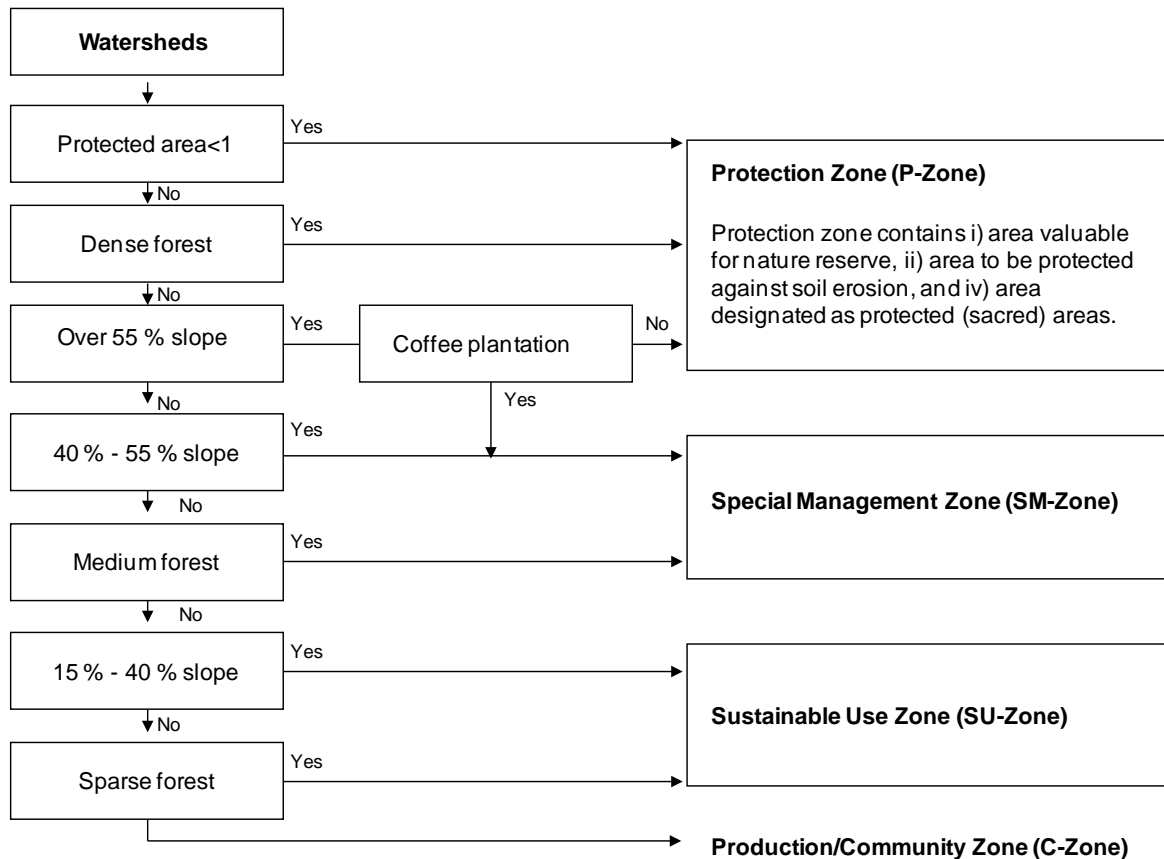 Watersheds
Protected area<1
Yes
No
Dense forest
Yes
No
Over 55 % slope
Yes
Coffee plantation
No
Yes
No
40 % - 55 % slope
Yes
No
Medium forest
Yes
No
15 % - 40 % slope
Yes
No
Sparse forest
Yes
Protection Zone (P-Zone)
Protection zone contains i) area valuable
for nature reserve, ii) area to be protected
against soil erosion, and iv) area
designated as protected (sacred) areas.
Special Management Zone (SM-Zone)
Sustainable Use Zone (SU-Zone)
Production/Community Zone (C-Zone)